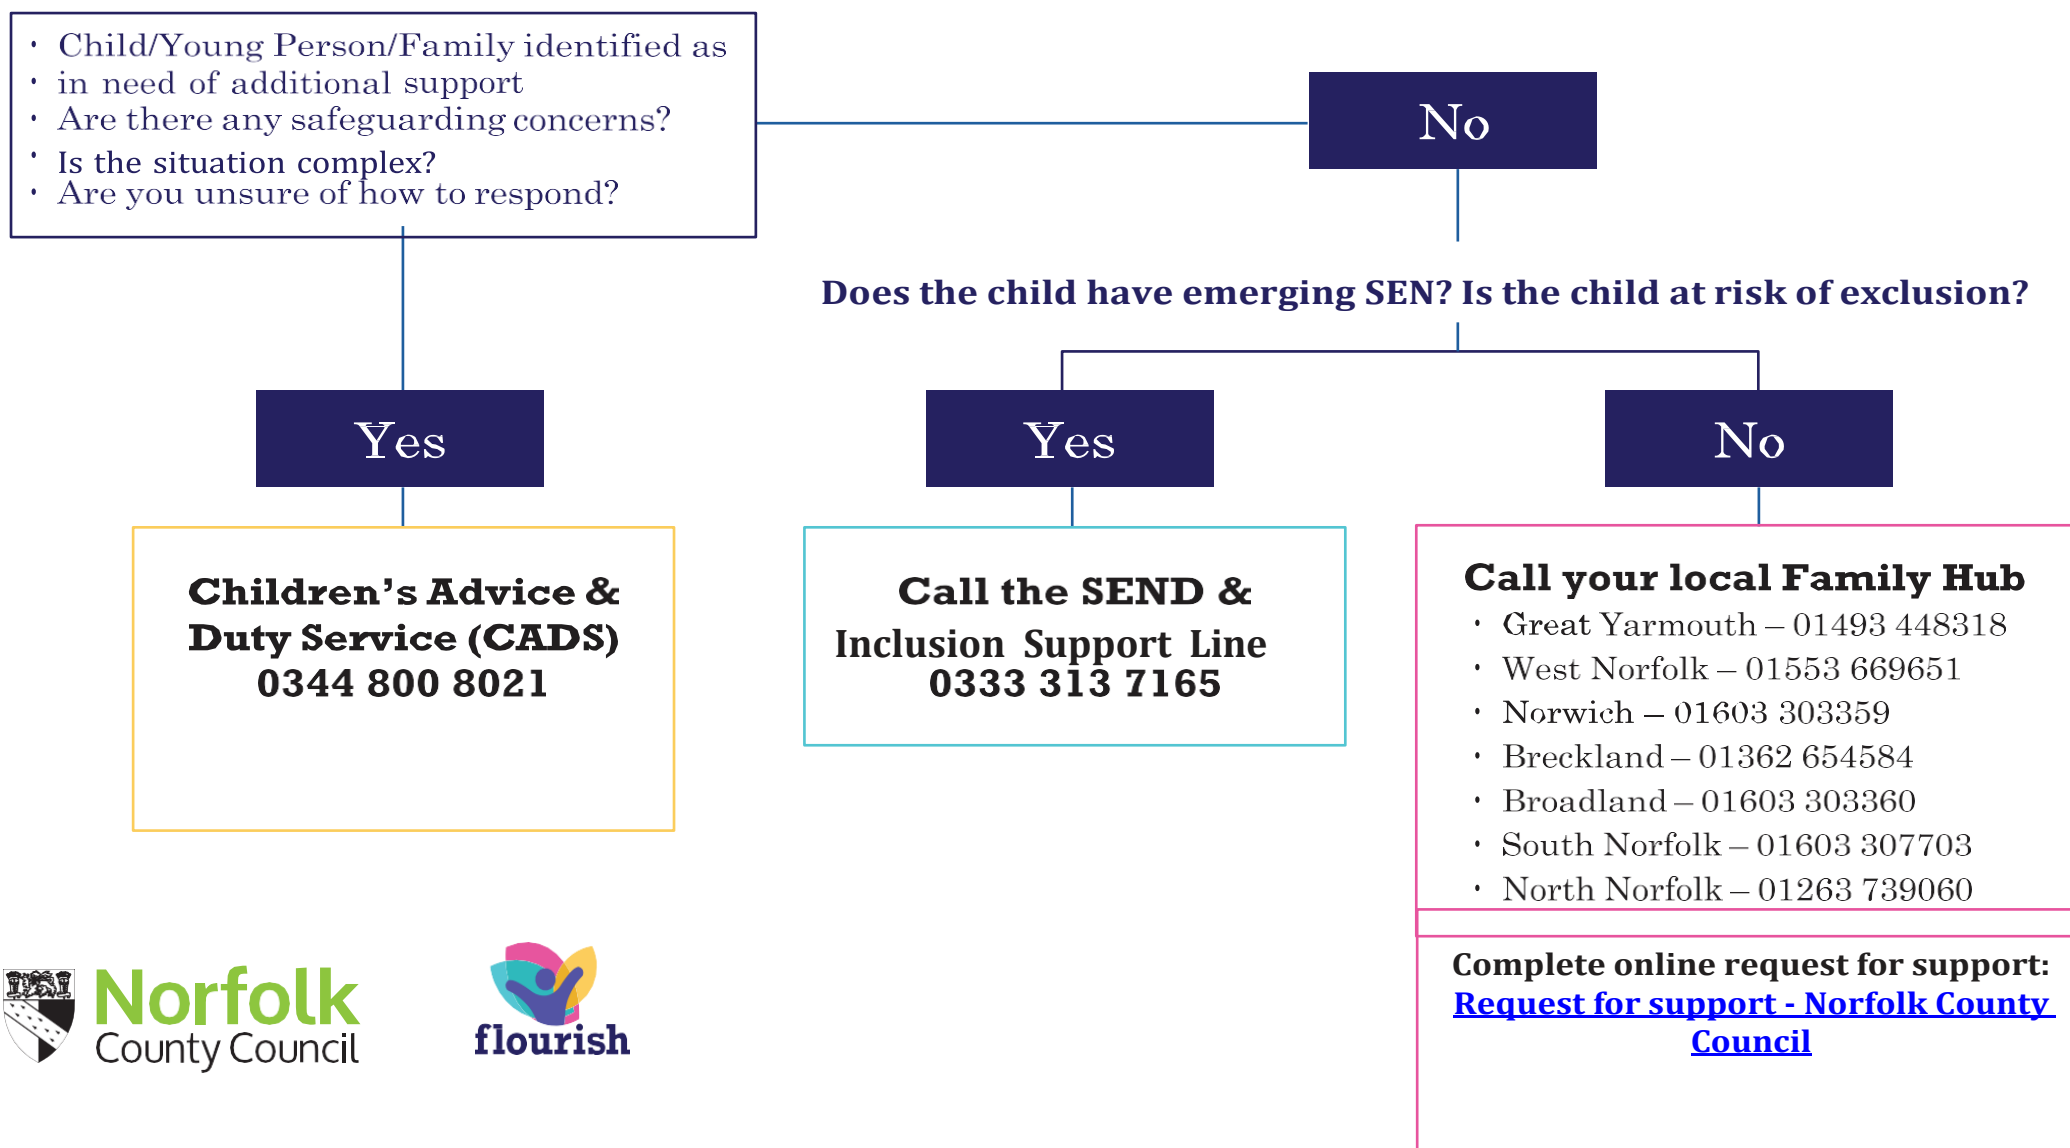 · Child/Young Person/Family identified as
· in need of additional support
· Are there any safeguarding concerns?
· Is the situation complex?
· Are you unsure of how to respond?
No
Does the child have emerging SEN? Is the child at risk of exclusion?
Yes
Yes
No
Children's Advice &
Duty Service (CADS)
0344 800 8021
Call the SEND &
Inclusion Support Line
0333 313 7165
Call your local Family Hub
· Great Yarmouth – 01493 448318
· West Norfolk – 01553 669651
· Norwich – 01603 303359
· Breckland – 01362 654584
· Broadland – 01603 303360
· South Norfolk – 01603 307703
· North Norfolk – 01263 739060
Complete online request for support:
Request for support - Norfolk County
Council
Norfolk
County Council
flourish